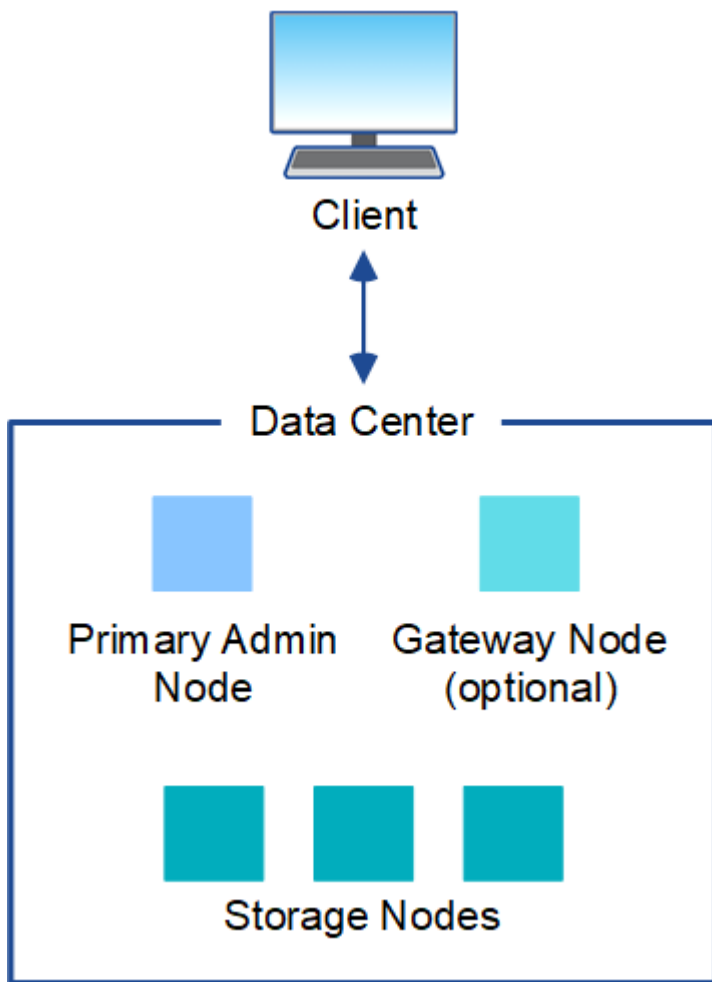 Client
Data Center
Primary Admin
Node
Gateway Node
(optional)
Storage Nodes